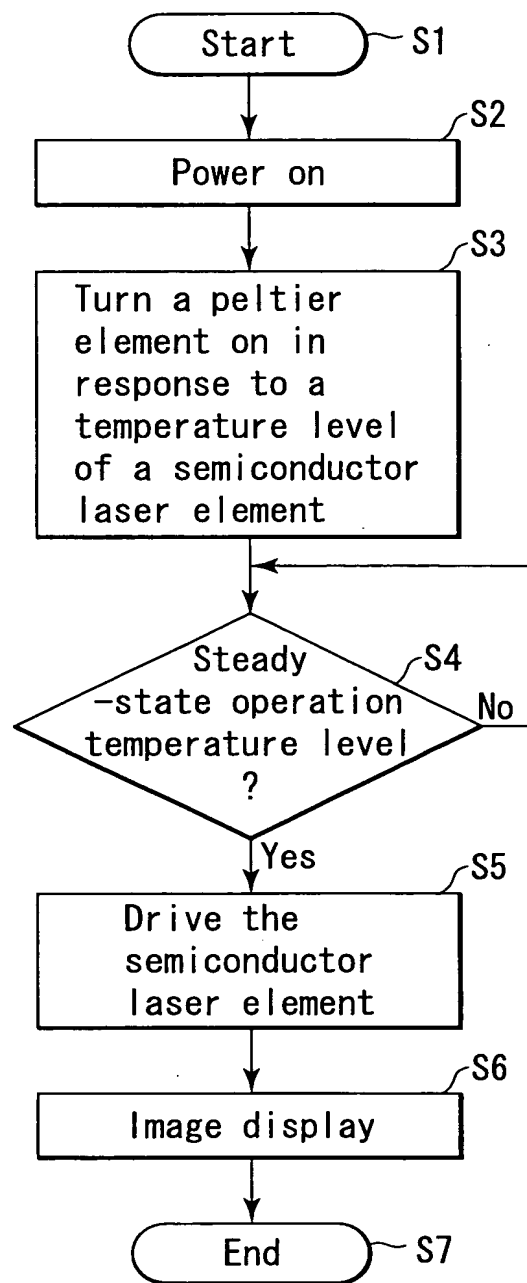 Start
S1
S2
Power on
S3
Turn a peltier
element on in
response to a
temperature level
of a semiconductor
laser element
Steady
-state operation
temperature level
?
S4
No
Yes
S5
Drive the
semiconductor
laser element
S6
Image display
End
S7